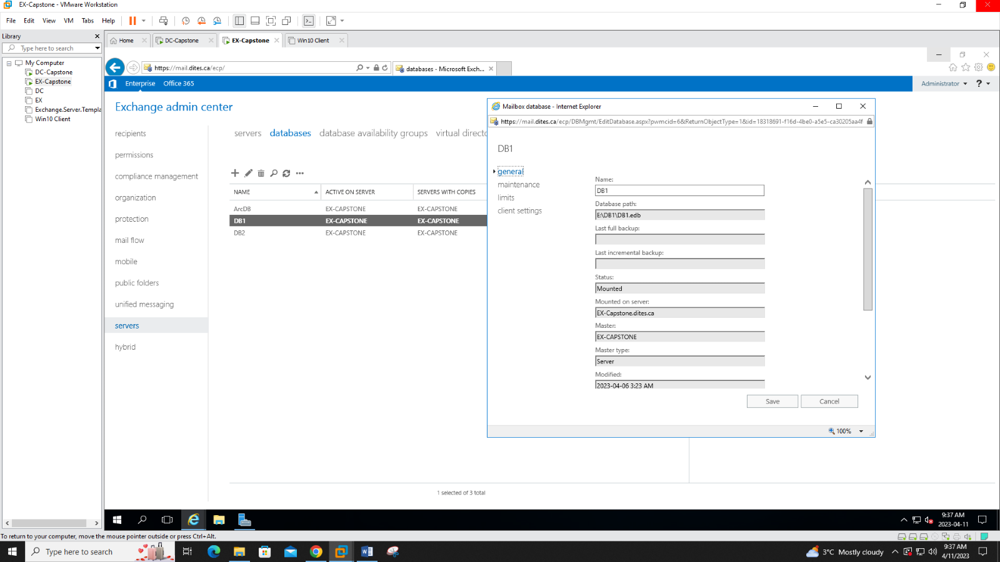 EX-Capstone - VMware Workstation
File Edit View VM Tabs Help
Library
Type here to search
My Computer
DC-Capstone
EX-Capstone
DC
EX
Exchange.Server.Templa
Win10 Client
Home
DC-Capstone
EX-Capstone
Win10 Client
https://mail.dites.ca/ecp/
databases - Microsoft Exch...
Enterprise Office 365
Administrator ?
Exchange admin center
recipients
permissions
compliance management
organization
protection
mail flow
mobile
public folders
unified messaging
servers
hybrid
servers databases database availability groups virtual directo
NAME ACTIVE ON SERVER SERVERS WITH COPIES
ArcDB EX-CAPSTONE EX-CAPSTONE
DB1 EX-CAPSTONE EX-CAPSTONE
DB2 EX-CAPSTONE EX-CAPSTONE
1 selected of 3 total
Mailbox database - Internet Explorer
https://mail.dites.ca/ecp/DBMgmt/EditDatabase.aspx?pwmcid=6&ReturnObjectType=1&id=18318691-f16d-4be0-a5e5-ca30205aa4f
DB1
general
maintenance
limits
client settings
Name:
DB1
Database path:
E:\DB1\DB1.edb
Last full backup:
Last incremental backup:
Status:
Mounted
Mounted on server:
EX-Capstone.dites.ca
Master:
EX-CAPSTONE
Master type:
Server
Modified:
2023-04-06 3:23 AM
Save Cancel
100%
9:37 AM
2023-04-11
To return to your computer, move the mouse pointer outside or press Ctrl+Alt.
Type here to search
3°C Mostly cloudy
9:37 AM
4/11/2023